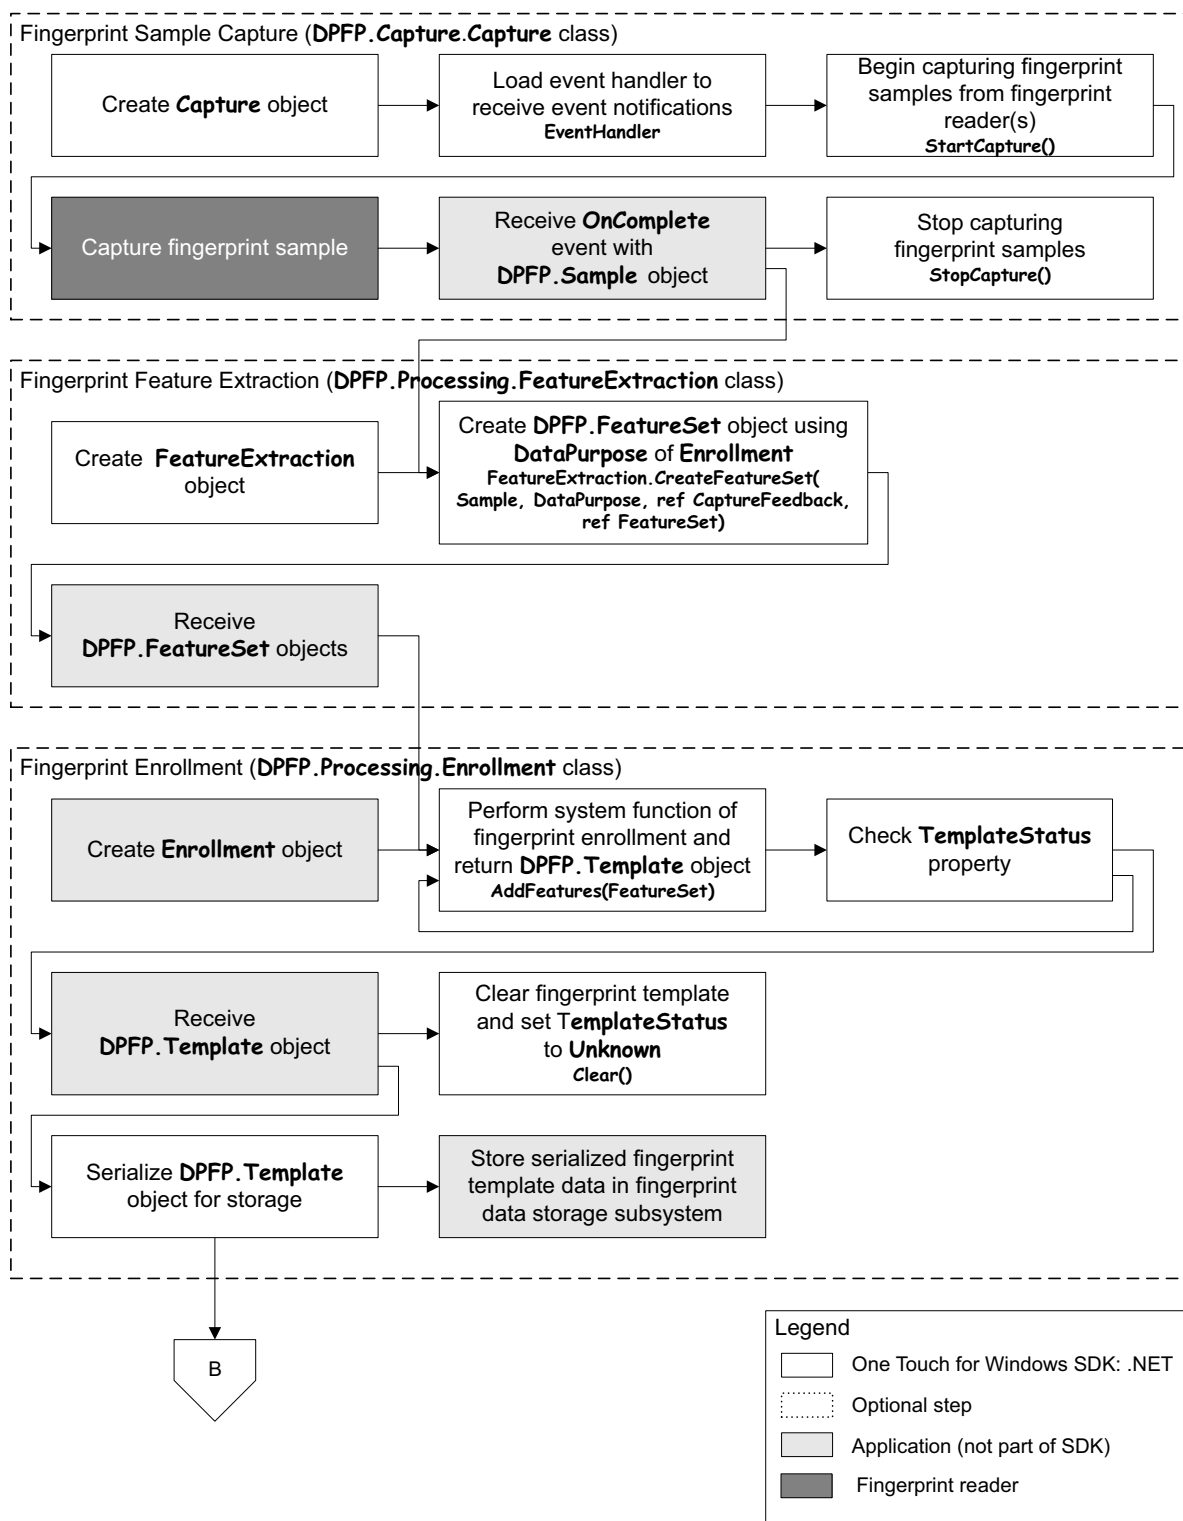 Fingerprint Sample Capture (DPFP.Capture.Capture class)
Create Capture object
Load event handler to
receive event notifications
EventHandler
Begin capturing fingerprint
samples from fingerprint
reader(s)
StartCapture()
Capture fingerprint sample
Receive OnComplete
event with
DPFP.Sample object
Stop capturing
fingerprint samples
StopCapture()
Fingerprint Feature Extraction (DPFP.Processing.FeatureExtraction class)
Create FeatureExtraction
object
Create DPFP.FeatureSet object using
DataPurpose of Enrollment
FeatureExtraction.CreateFeatureSet(
Sample, DataPurpose, ref CaptureFeedback,
ref FeatureSet)
Receive
DPFP.FeatureSet objects
Fingerprint Enrollment (DPFP.Processing.Enrollment class)
Create Enrollment object
Perform system function of
fingerprint enrollment and
return DPFP.Template object
AddFeatures(FeatureSet)
Check TemplateStatus
property
Receive
DPFP.Template object
Clear fingerprint template
and set TemplateStatus
to Unknown
Clear()
Serialize DPFP.Template
object for storage
Store serialized fingerprint
template data in fingerprint
data storage subsystem
B
Legend
One Touch for Windows SDK: .NET
Optional step
Application (not part of SDK)
Fingerprint reader